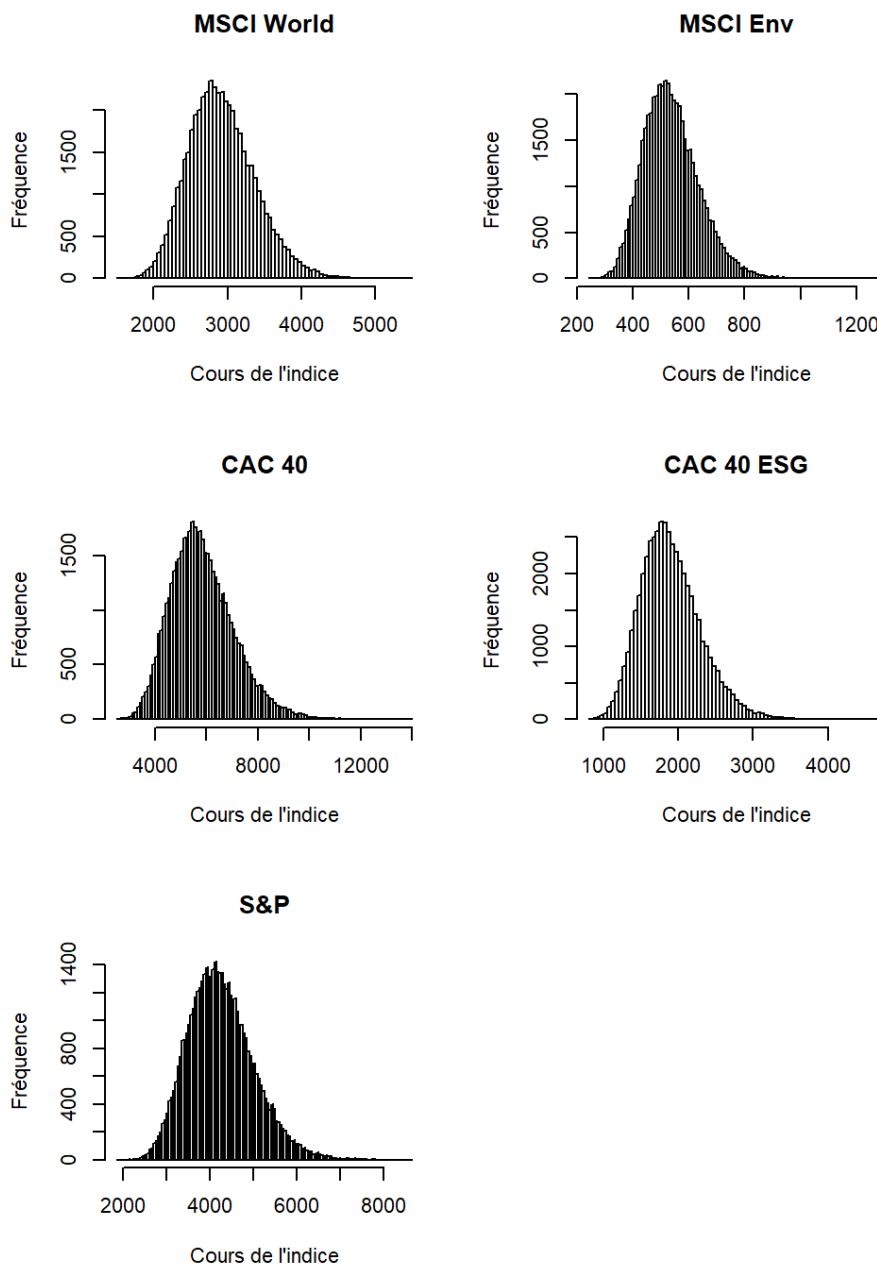 MSCI World
Fréquence
1500
500
0
2000 3000 4000 5000
Cours de l'indice
MSCI Env
Fréquence
1500
500
0
200 400 600 800 1200
Cours de l'indice
CAC 40
Fréquence
1500
500
0
4000 8000 12000
Cours de l'indice
CAC 40 ESG
Fréquence
2000
1000
0
1000 2000 3000 4000
Cours de l'indice
S&P
Fréquence
1400
800
400
0
2000 4000 6000 8000
Cours de l'indice